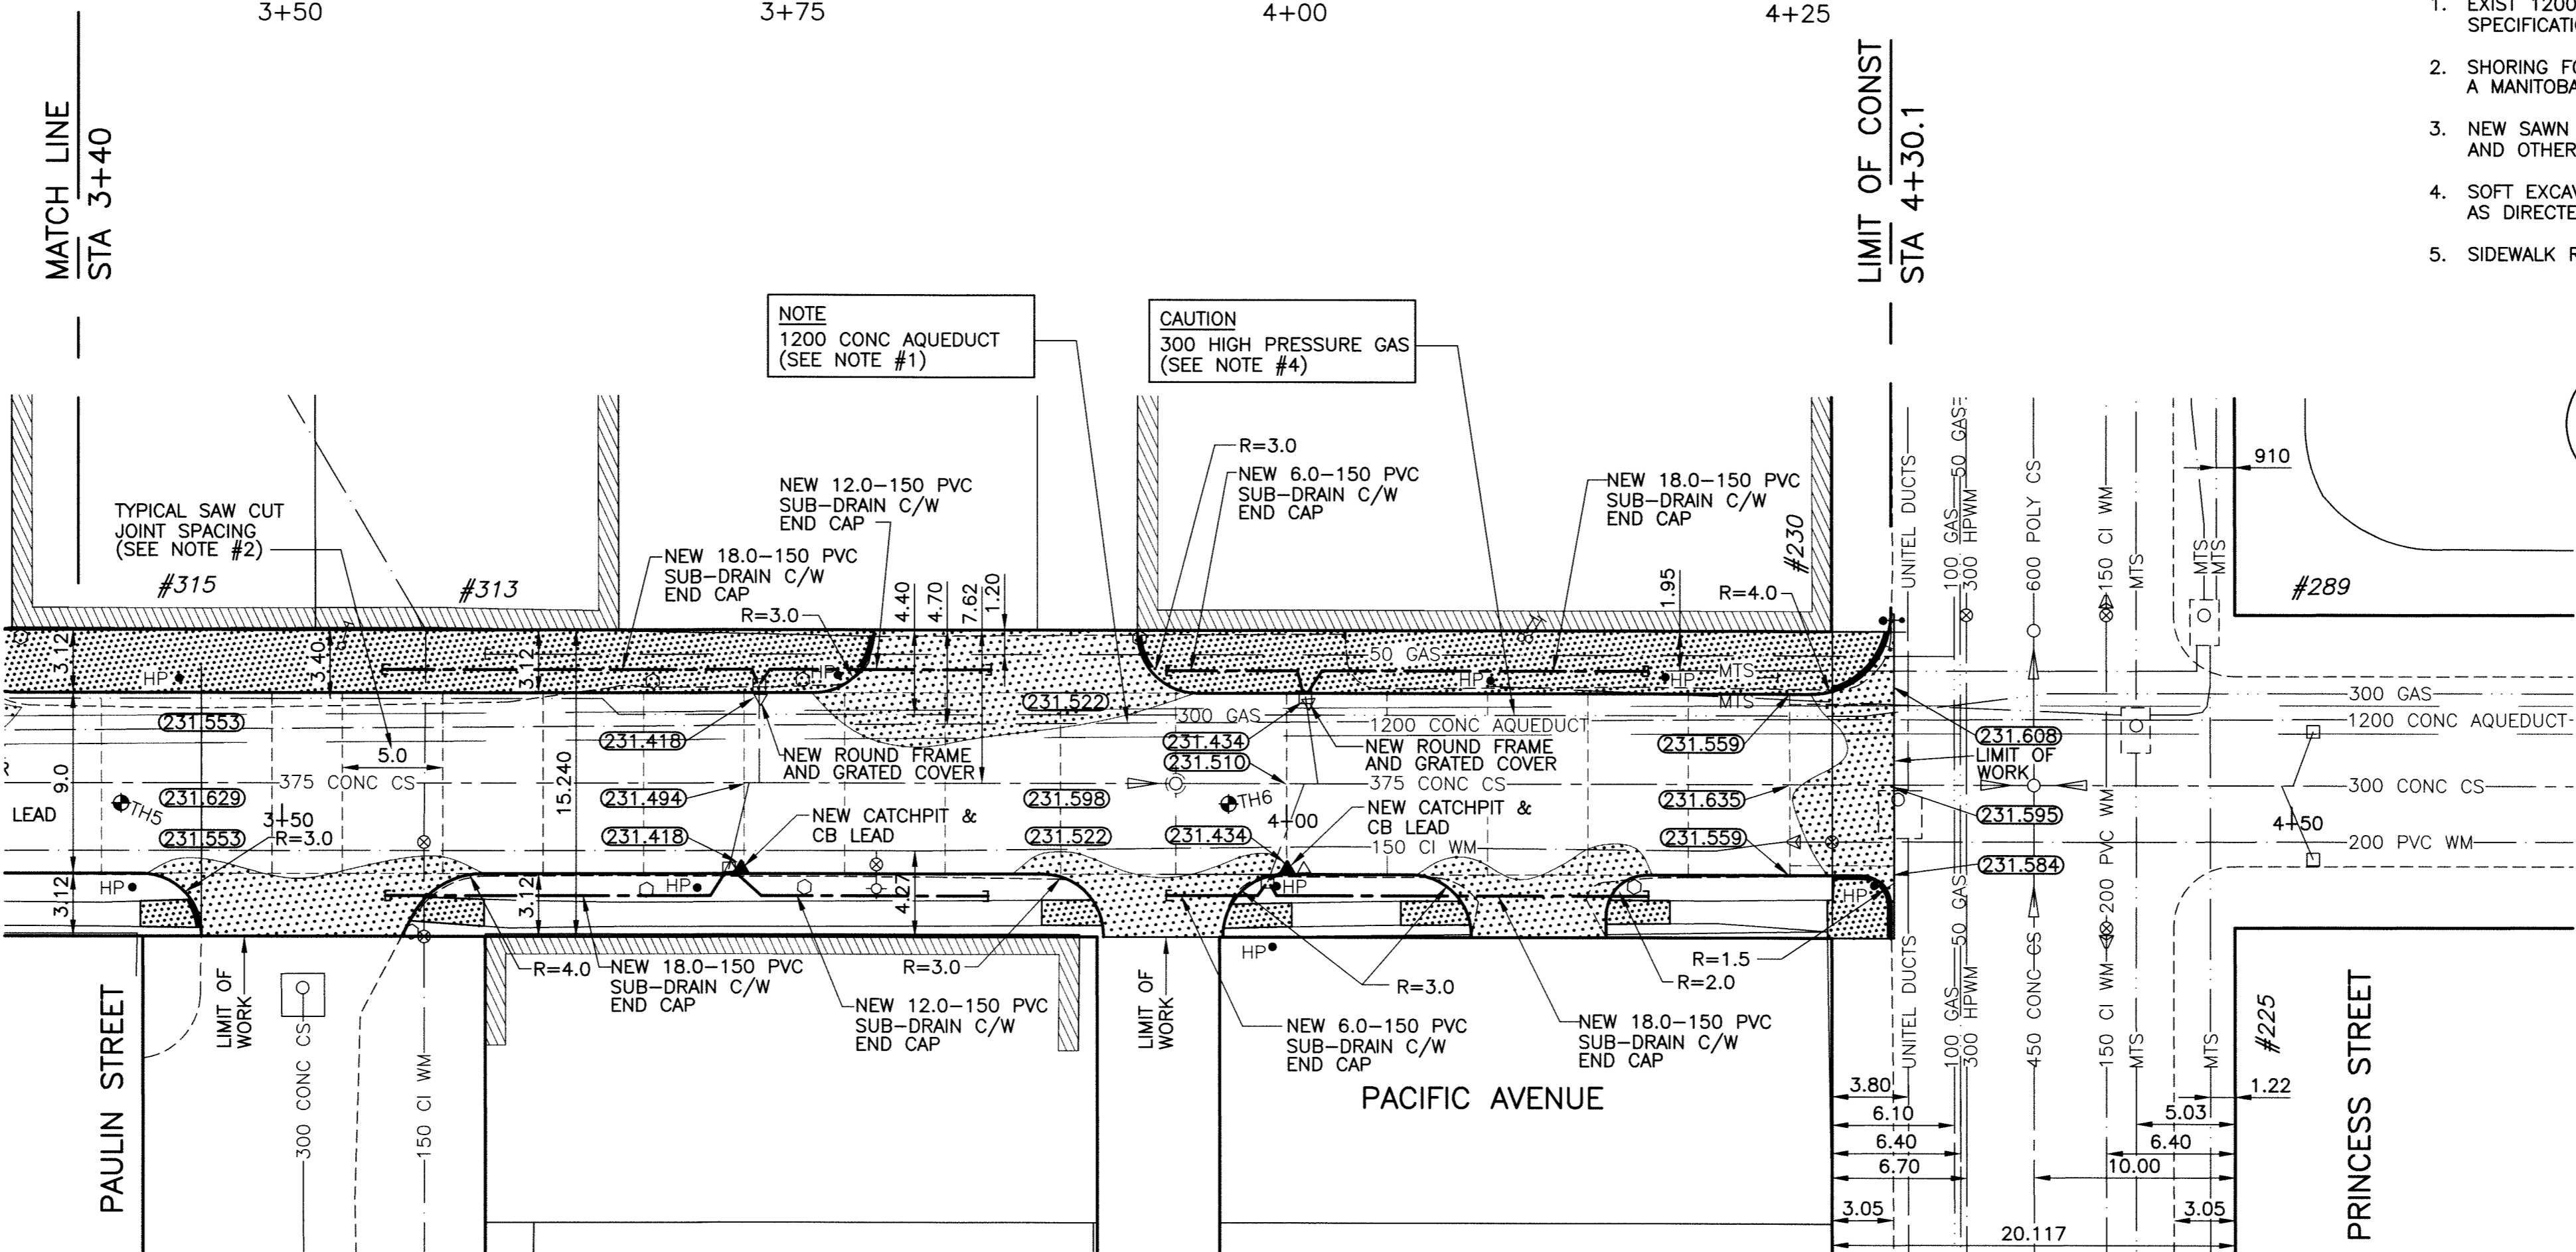 3+50
3+75
4+00
4+25
MATCH LINE
STA 3+40
LIMIT OF CONST
STA 4+30.1
1. EXIST 1200
2. SHORING
A MANITOBA
3. NEW SAWN
AND OTHER
4. SOFT
5. SIDEWALK
NOTE
1200 CONC AQUEDUCT
(SEE NOTE #1)
CAUTION
300 HIGH PRESSURE GAS
(SEE NOTE #4)
TYPICAL SAW CUT
JOINT SPACING
(SEE NOTE #2)
#315
#313
NEW 18.0-150 PVC
SUB-DRAIN C/W
END CAP
R=3.0
NEW 12.0-150 PVC
SUB-DRAIN C/W
END CAP
4.40
4.70
7.62
1.20
R=3.0
NEW 6.0-150 PVC
SUB-DRAIN C/W
END CAP
NEW 18.0-150 PVC
SUB-DRAIN C/W
END CAP
1.95
R=4.0
#230
UNITEL DUCTS
100 GAS
50 GAS
300 HPWM
600 POLY CS
150 CI WM
MTS
MTS
MTS
910
#289
3.12
3.40
3.12
HP
HP
50 GAS
HP
HP
MTS
MTS
231.553
231.418
231.522
300 GAS
1200 CONC AQUEDUCT
231.434
231.510
231.559
231.608
300 GAS
1200 CONC AQUEDUCT
NEW ROUND FRAME
AND GRATED COVER
NEW ROUND FRAME
AND GRATED COVER
LIMIT OF
WORK
9.0
5.0
15.240
375 CONC CS
375 CONC CS
300 CONC CS
LEAD
TH5
231.629
231.494
231.598
TH6
231.635
231.595
3+50
R=3.0
231.553
231.418
NEW CATCHPIT &
CB LEAD
231.522
231.434
4+00
NEW CATCHPIT &
CB LEAD
150 CI WM
231.559
4+50
200 PVC WM
231.584
3.12
HP
3.12
HP
4.27
HP
HP
HP
R=4.0
NEW 18.0-150 PVC
SUB-DRAIN C/W
END CAP
R=3.0
NEW 12.0-150 PVC
SUB-DRAIN C/W
END CAP
LIMIT OF
WORK
LIMIT OF
WORK
R=3.0
R=1.5
R=2.0
NEW 6.0-150 PVC
SUB-DRAIN C/W
END CAP
NEW 18.0-150 PVC
SUB-DRAIN C/W
END CAP
PAULIN STREET
300 CONC CS
150 CI WM
PACIFIC AVENUE
UNITEL DUCTS
100 GAS
50 GAS
300 HPWM
450 CONC CS
150 CI WM
200 PVC WM
MTS
MTS
#225
PRINCESS STREET
3.80
6.10
6.40
6.70
3.05
1.22
5.03
6.40
10.00
3.05
20.117